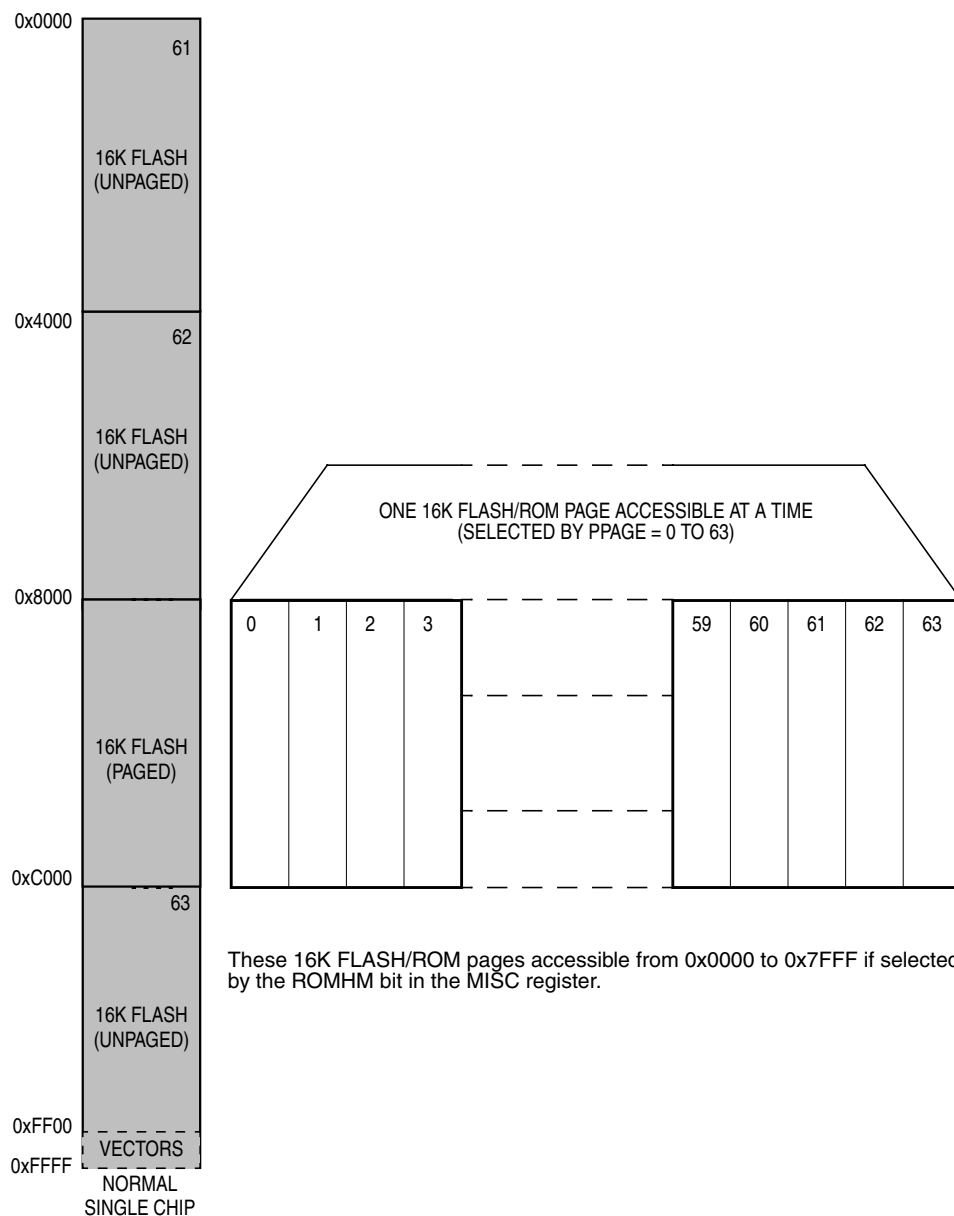 0x0000
61
16K FLASH
(UNPAGED)
0x4000
62
16K FLASH
(UNPAGED)
ONE 16K FLASH/ROM PAGE ACCESSIBLE AT A TIME
(SELECTED BY PPAGE = 0 TO 63)
0x8000
0 1 2 3 59 60 61 62 63
16K FLASH
(PAGED)
0xC000
63
These 16K FLASH/ROM pages accessible from 0x0000 to 0x7FFF if selected
by the ROMHM bit in the MISC register.
16K FLASH
(UNPAGED)
0xFF00
VECTORS
0xFFFF
NORMAL
SINGLE CHIP